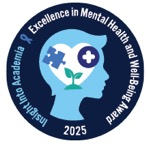 Insight Into Academia
Excellence in Mental Health and Well-Being Award
2025